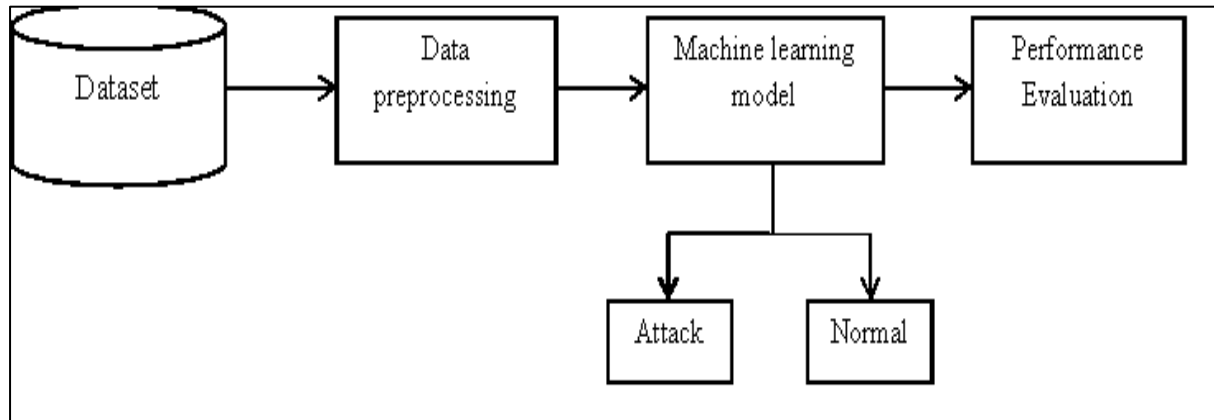 Dataset
Data
preprocessing
Machine learning
model
Performance
Evaluation
Attack
Normal